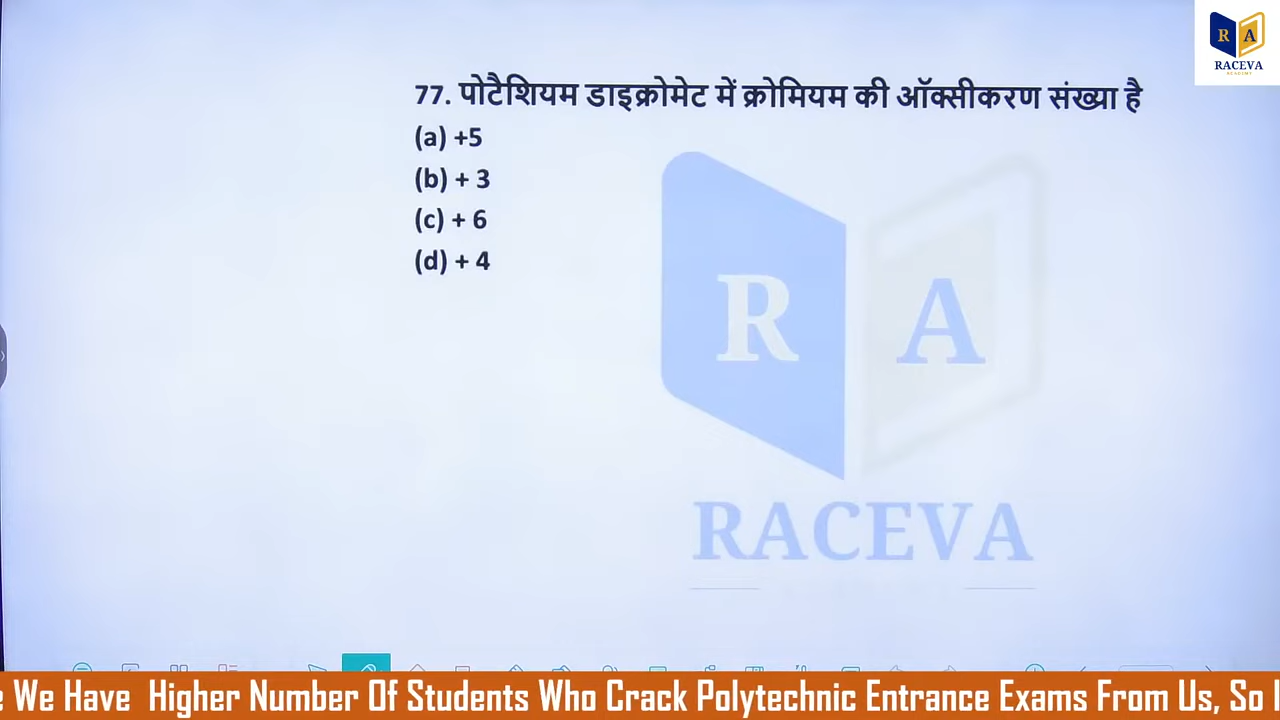 R A
RACEVA
ACADEMY
77. पोटैशियम डाइक्रोमेट में क्रोमियम की ऑक्सीकरण संख्या है
(a) +5
(b) + 3
(c) + 6
(d) + 4
R A
RACEVA
We Have Higher Number Of Students Who Crack Polytechnic Entrance Exams From Us, So